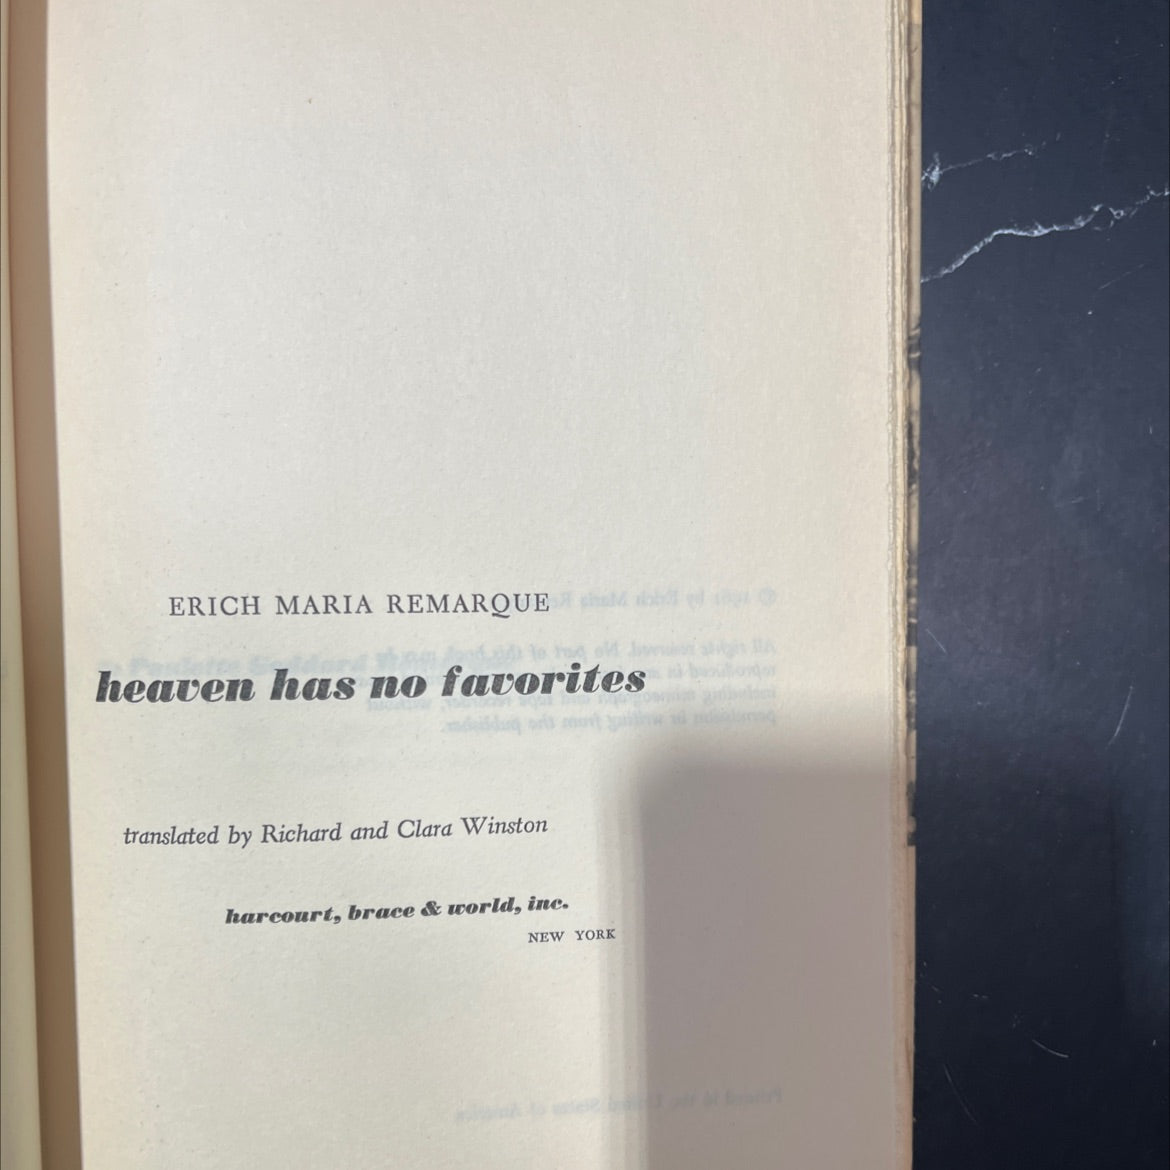 ERICH MARIA REMARQUE
heaven has no favorites
translated by Richard and Clara Winston
harcourt, brace & world, inc.
NEW YORK